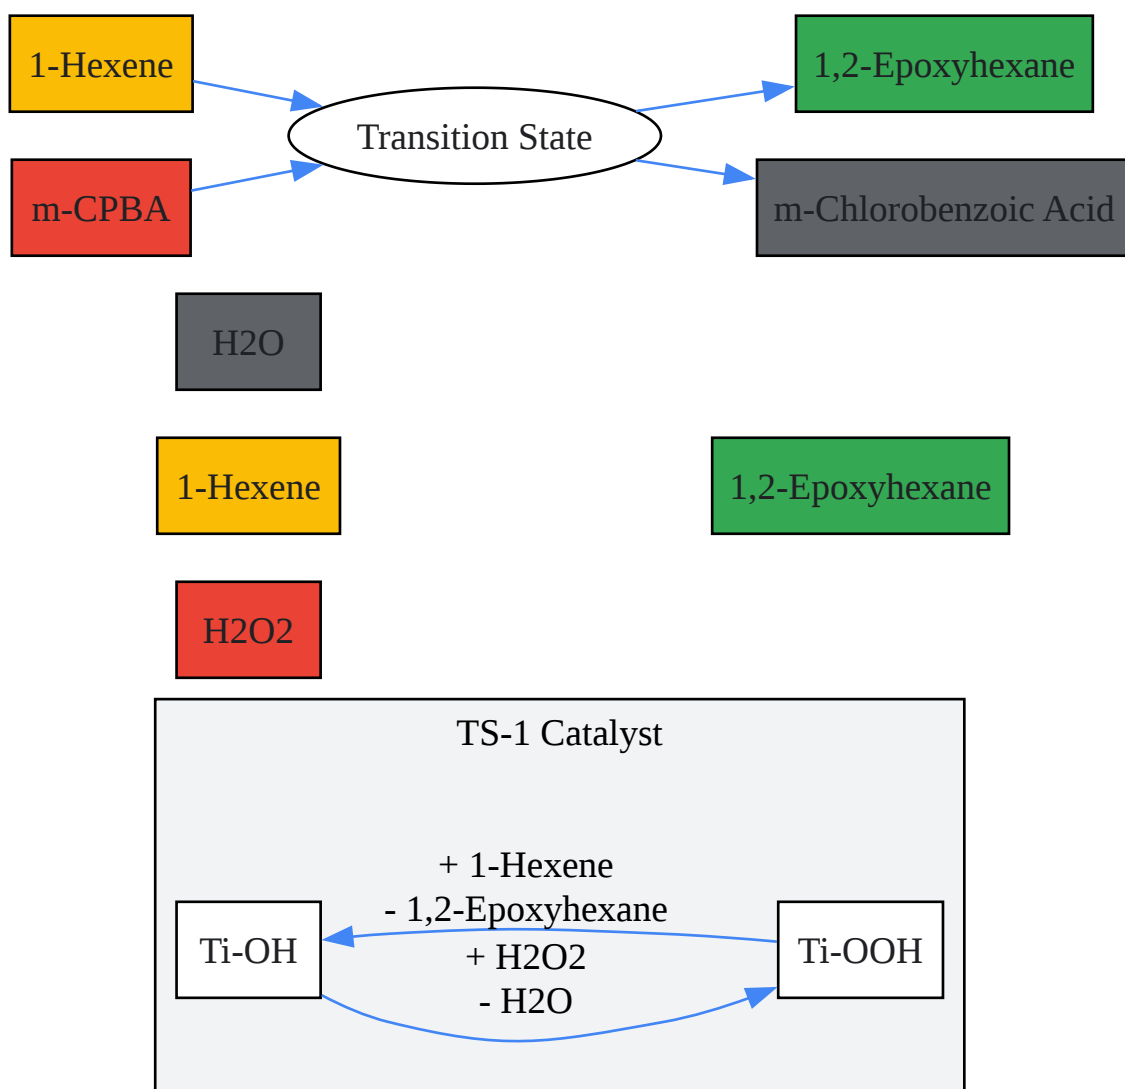 1-Hexene
1,2-Epoxyhexane
Transition State
m-CPBA
m-Chlorobenzoic Acid
H2O
1-Hexene
1,2-Epoxyhexane
H2O2
TS-1 Catalyst
+ 1-Hexene
- 1,2-Epoxyhexane
Ti-OH
+ H2O2
- H2O
Ti-OOH